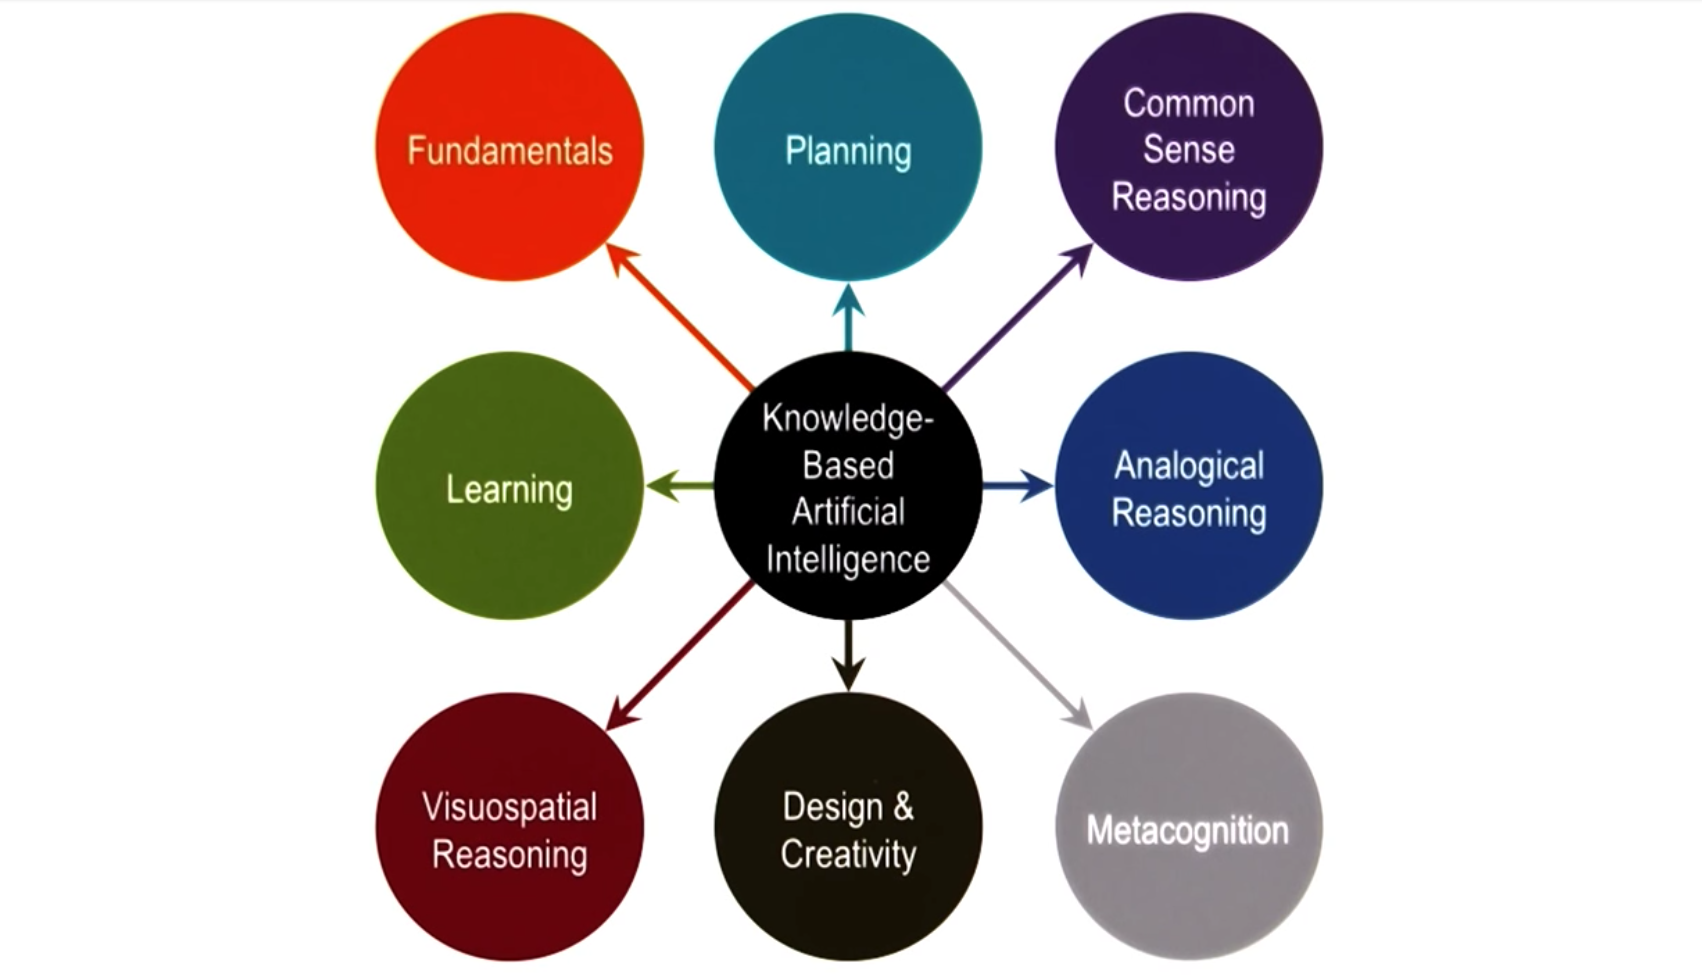 Fundamentals
Planning
Common
Sense
Reasoning
Learning
Knowledge-
Based
Artificial
Intelligence
Analogical
Reasoning
Visuospatial
Reasoning
Design &
Creativity
Metacognition